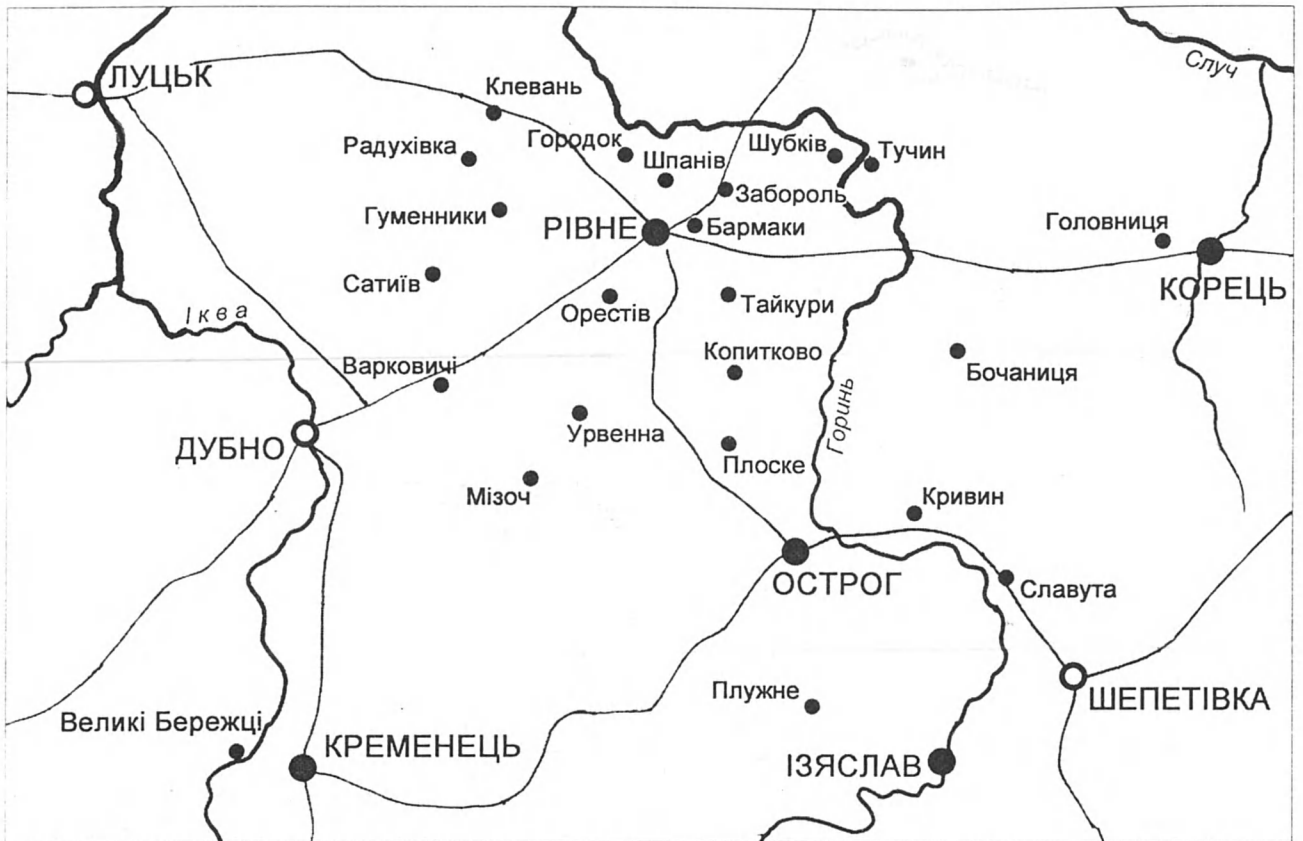 Случ
ЛУЦЬК
Клевань
Городок
Шубків
Тучин
Радухівка
Шпанів
Забороль
Гуменники
РІВНЕ
Бармаки
Головниця
Сатиїв
Орестів
Тайкури
КОРЕЦЬ
Іква
Варковичі
Копитково
Бочаниця
Горинь
ДУБНО
Урвенна
Плоске
Мізоч
Кривин
ОСТРОГ
Славута
Плужне
ШЕПЕТІВКА
Великі Бережці
КРЕМЕНЕЦЬ
ІЗЯСЛАВ